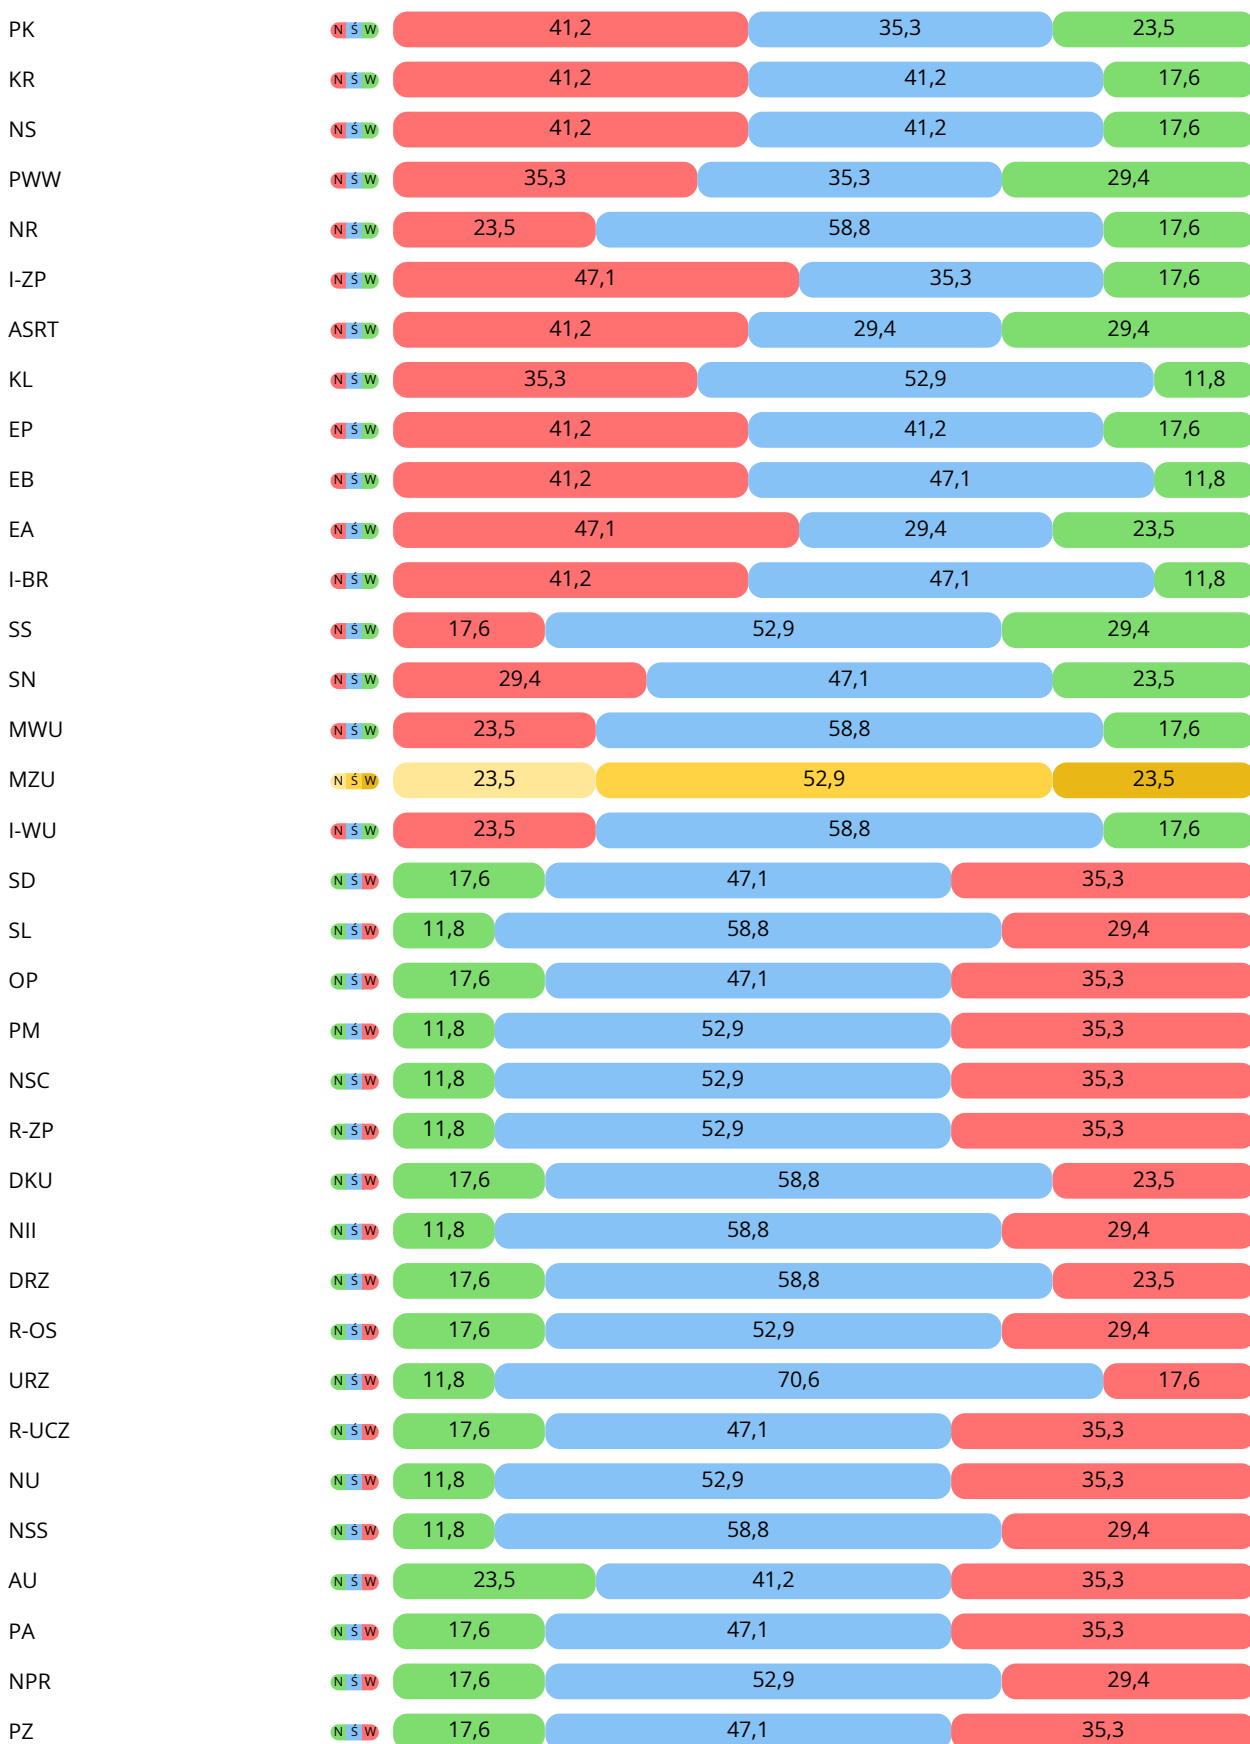 PK N Ś W 41,2 35,3 23,5
KR N Ś W 41,2 41,2 17,6
NS N Ś W 41,2 41,2 17,6
PWW N Ś W 35,3 35,3 29,4
NR N Ś W 23,5 58,8 17,6
I-ZP N Ś W 47,1 35,3 17,6
ASRT N Ś W 41,2 29,4 29,4
KL N Ś W 35,3 52,9 11,8
EP N Ś W 41,2 41,2 17,6
EB N Ś W 41,2 47,1 11,8
EA N Ś W 47,1 29,4 23,5
I-BR N Ś W 41,2 47,1 11,8
SS N Ś W 17,6 52,9 29,4
SN N Ś W 29,4 47,1 23,5
MWU N Ś W 23,5 58,8 17,6
MZU N Ś W 23,5 52,9 23,5
I-WU N Ś W 23,5 58,8 17,6
SD N Ś W 17,6 47,1 35,3
SL N Ś W 11,8 58,8 29,4
OP N Ś W 17,6 47,1 35,3
PM N Ś W 11,8 52,9 35,3
NSC N Ś W 11,8 52,9 35,3
R-ZP N Ś W 11,8 52,9 35,3
DKU N Ś W 17,6 58,8 23,5
NII N Ś W 11,8 58,8 29,4
DRZ N Ś W 17,6 58,8 23,5
R-OS N Ś W 17,6 52,9 29,4
URZ N Ś W 11,8 70,6 17,6
R-UCZ N Ś W 17,6 47,1 35,3
NU N Ś W 11,8 52,9 35,3
NSS N Ś W 11,8 58,8 29,4
AU N Ś W 23,5 41,2 35,3
PA N Ś W 17,6 47,1 35,3
NPR N Ś W 17,6 52,9 29,4
PZ N Ś W 17,6 47,1 35,3